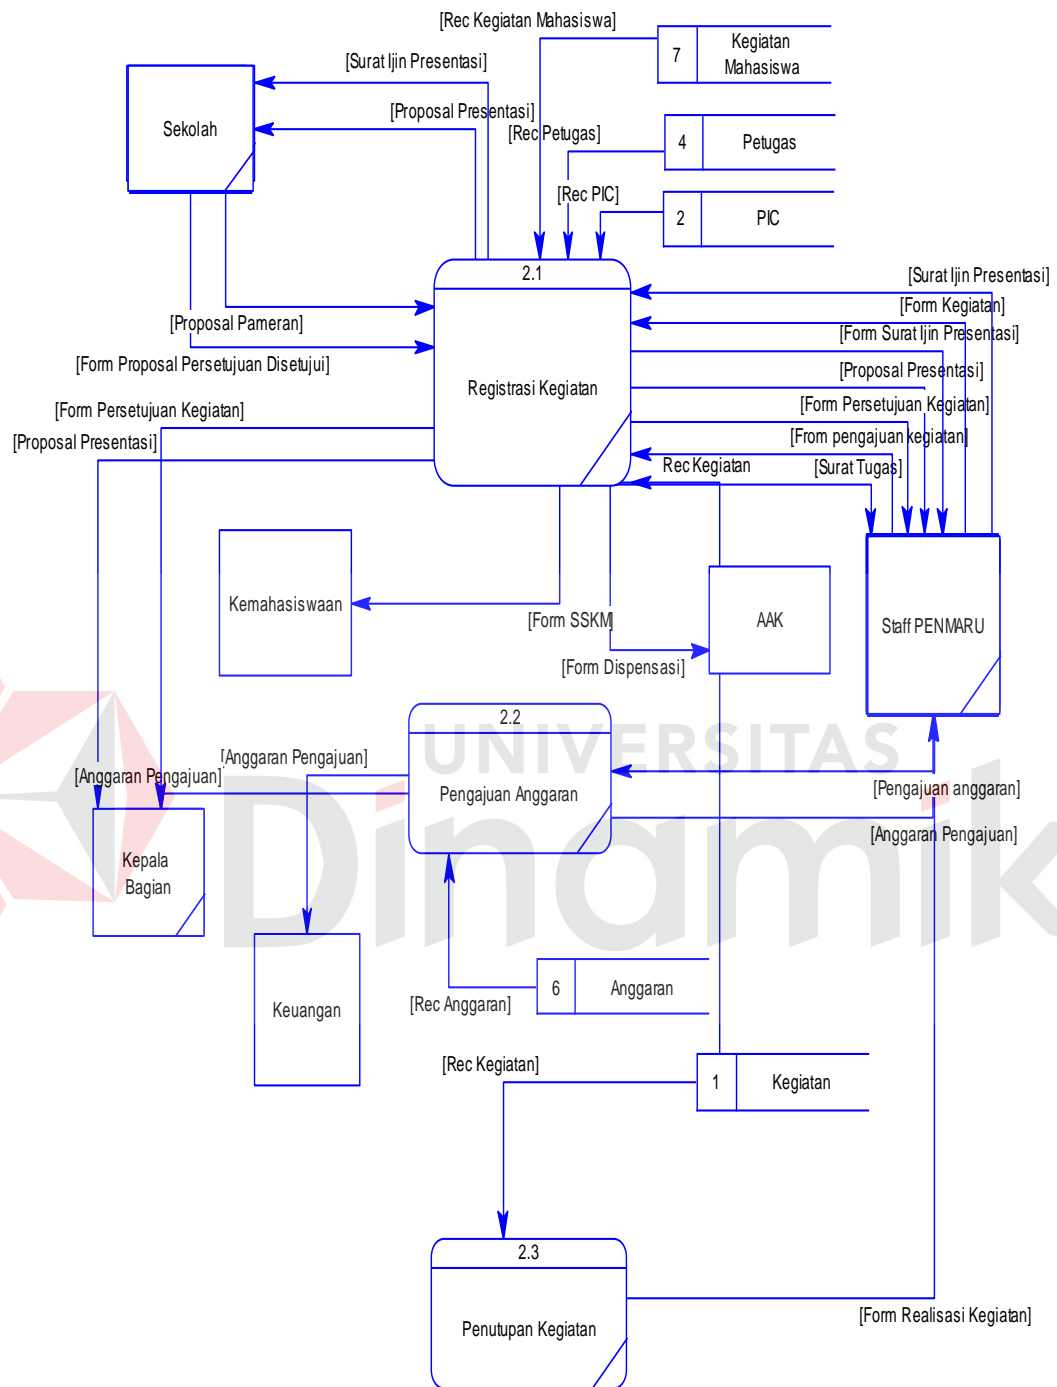 [Rec Kegiatan Mahasiswa]
7
Kegiatan
Mahasiswa
[Surat Ijin Presentasi]
Sekolah
[Proposal Presentasi]
[Rec Petugas]
4
Petugas
[Rec PIC]
2
PIC
2.1
[Surat Ijin Presentasi]
[Form Kegiatan]
[Proposal Pameran]
[Form Surat Ijin Presentasi]
[Form Proposal Persetujuan Disetujui]
[Proposal Presentasi]
Registrasi Kegiatan
[Form Persetujuan Kegiatan]
[Form Persetujuan Kegiatan]
[Proposal Presentasi]
[From pengajuan kegiatan]
Rec Kegiatan
[Surat Tugas]
Kemahasiswaan
[Form SSKM]
AAK
Staff PENMARU
[Form Dispensasi]
2.2
UNIVERSITAS
[Anggaran Pengajuan]
[Anggaran Pengajuan]
Pengajuan Anggaran
[Pengajuan anggaran]
[Anggaran Pengajuan]
Dinamik
Kepala
Bagian
6
Anggaran
[Rec Anggaran]
Keuangan
[Rec Kegiatan]
1
Kegiatan
2.3
[Form Realisasi Kegiatan]
Penutupan Kegiatan